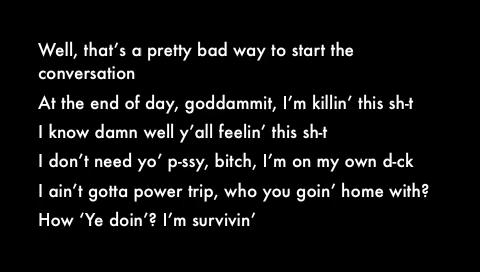 Well, that's a pretty bad way to start the
conversation
At the end of day, goddammit, I'm killin' this sh-t
I know damn well y'all feelin' this sh-t
I don't need yo' p-ssy, bitch, I'm on my own d-ck
I ain't gotta power trip, who you goin' home with?
How 'Ye doin'? I'm survivin'